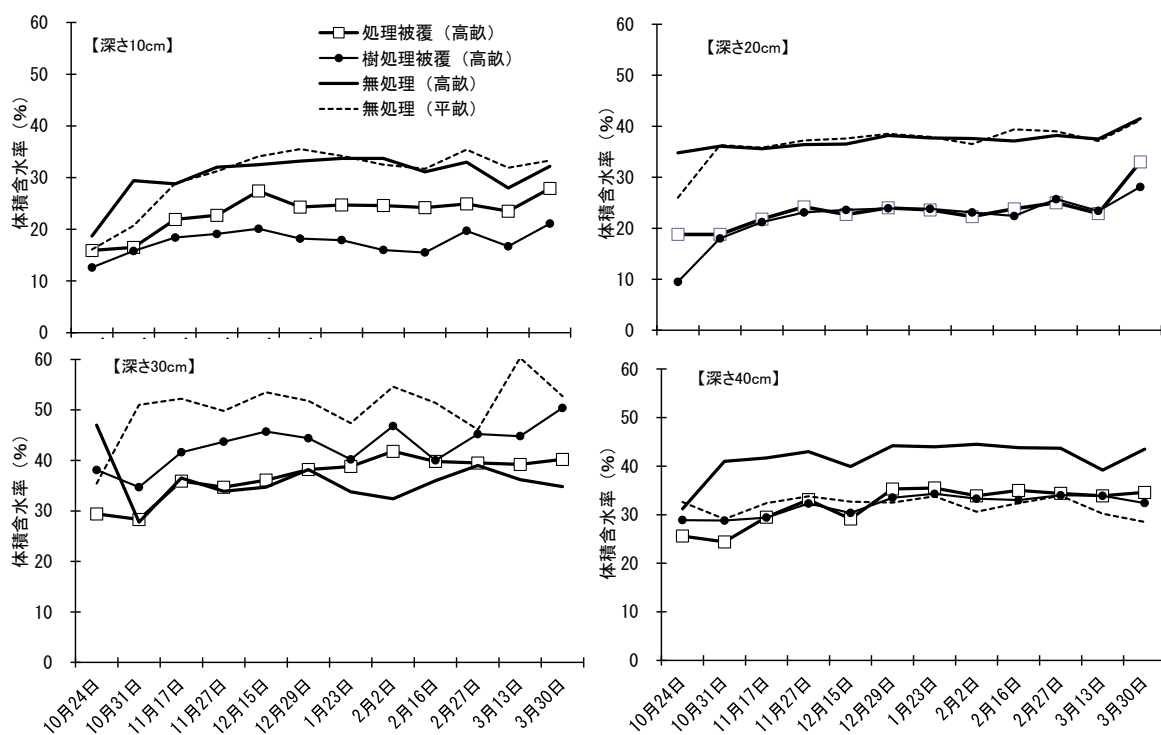 60
50
40
30
20
10
0
体積含水率（%）
【深さ10cm】
処理被覆（高畝）
樹処理被覆（高畝）
無処理（高畝）
無処理（平畝）
60
50
40
30
20
10
0
体積含水率（%）
【深さ20cm】
60
50
40
30
20
10
0
体積含水率（%）
【深さ30cm】
10月24日
10月31日
11月17日
11月27日
12月15日
12月29日
1月23日
2月2日
2月16日
2月27日
3月13日
3月30日
60
50
40
30
20
10
0
体積含水率（%）
【深さ40cm】
10月24日
10月31日
11月17日
11月27日
12月15日
12月29日
1月23日
2月2日
2月16日
2月27日
3月13日
3月30日